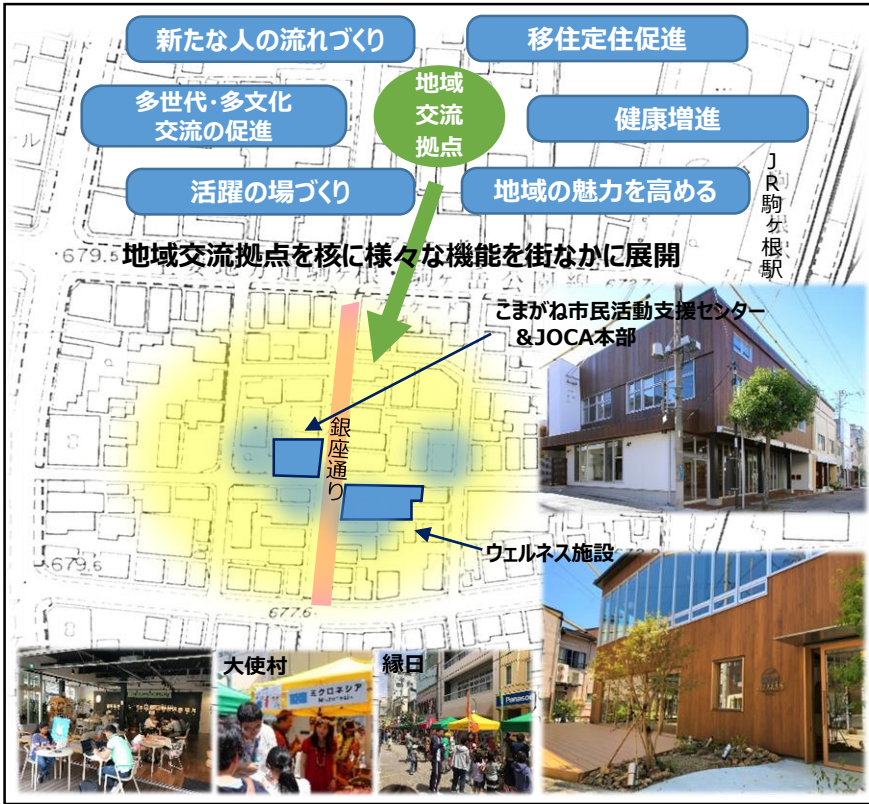 新たな人の流れづくり
移住定住促進
地域
交流
拠点
多世代・多文化
交流の促進
健康増進
活躍の場づくり
地域の魅力を高める
JR駒ヶ根駅
地域交流拠点を核に様々な機能を街なかに展開
679.5
こまがね市民活動支援センター
&JOCA本部
銀座通り
ウェルネス施設
679.6
677.6
大使村
ミクロネシア
縁日
Panasonic